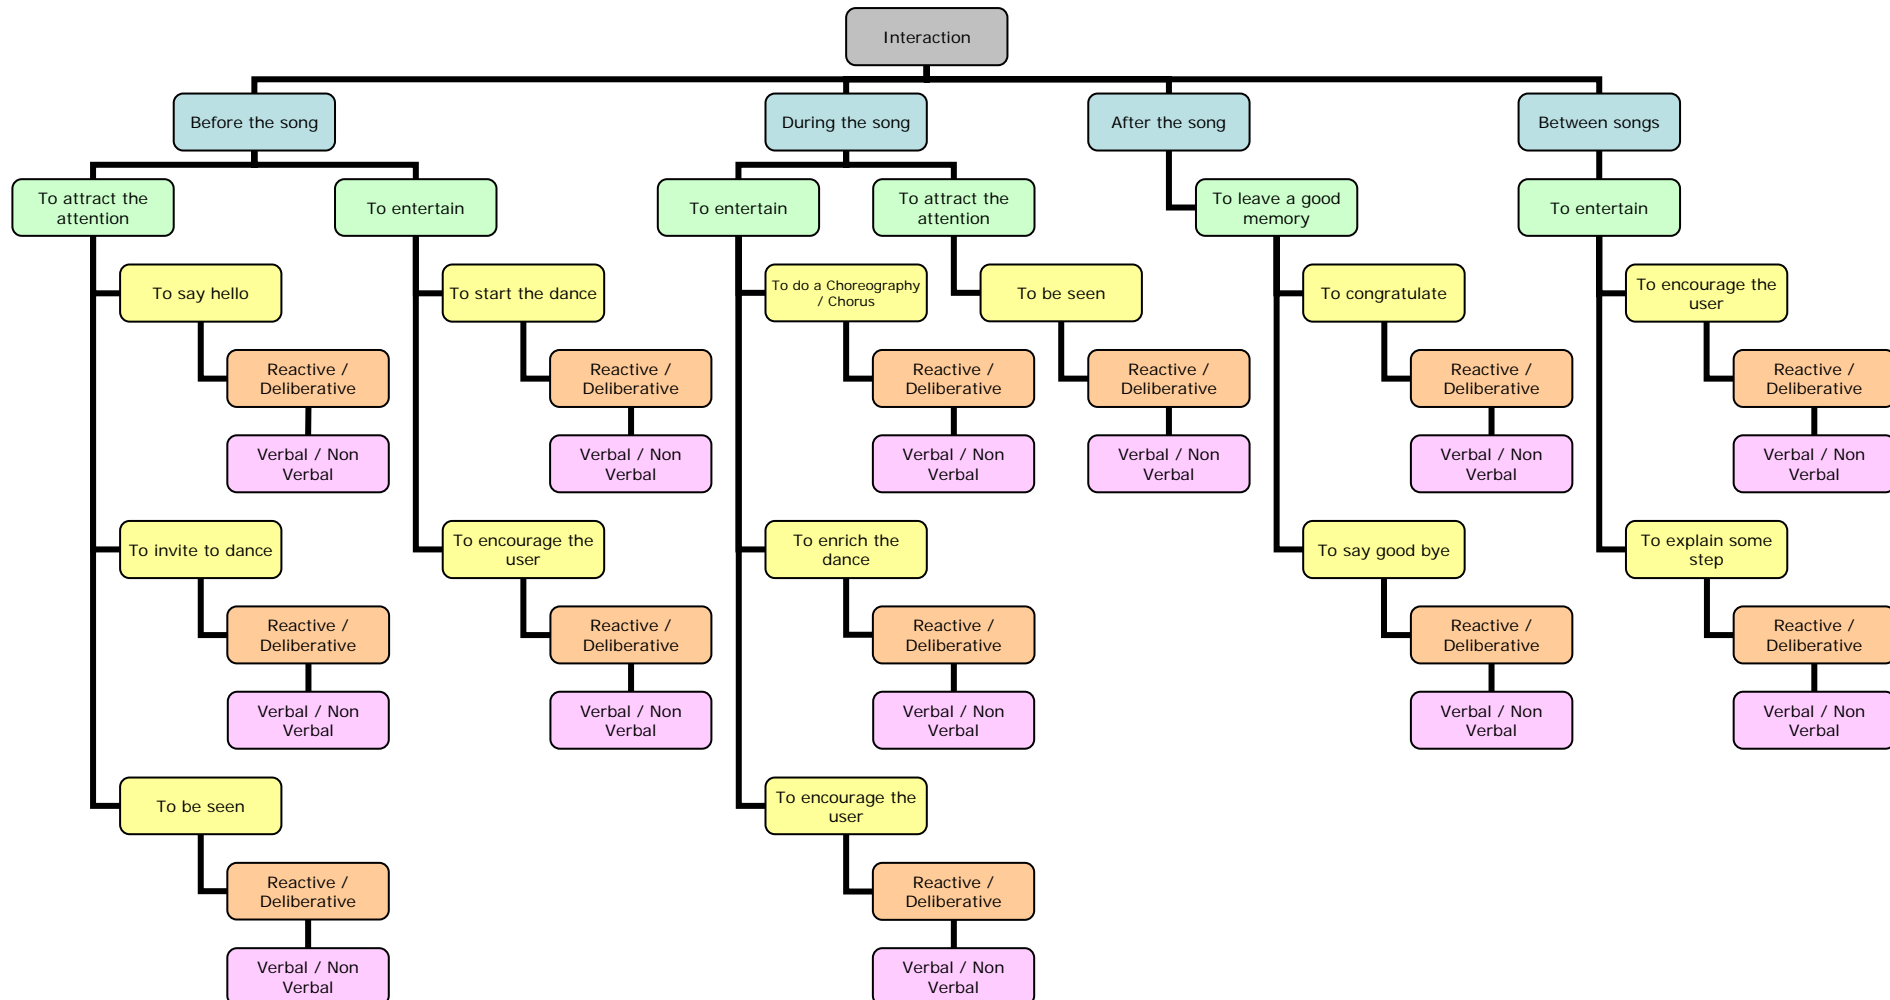 Interaction
Before the song
During the song
After the song
Between songs
To attract the
attention
To entertain
To entertain
To attract the
attention
To leave a good
memory
To entertain
To say hello
To start the dance
To do a Choreography
/ Chorus
To be seen
To congratulate
To encourage the
user
Reactive /
Deliberative
Reactive /
Deliberative
Reactive /
Deliberative
Reactive /
Deliberative
Reactive /
Deliberative
Reactive /
Deliberative
Verbal / Non
Verbal
Verbal / Non
Verbal
Verbal / Non
Verbal
Verbal / Non
Verbal
Verbal / Non
Verbal
Verbal / Non
Verbal
To invite to dance
To encourage the
user
To enrich the
dance
To say good bye
To explain some
step
Reactive /
Deliberative
Reactive /
Deliberative
Reactive /
Deliberative
Reactive /
Deliberative
Reactive /
Deliberative
Verbal / Non
Verbal
Verbal / Non
Verbal
Verbal / Non
Verbal
Verbal / Non
Verbal
Verbal / Non
Verbal
To be seen
To encourage the
user
Reactive /
Deliberative
Reactive /
Deliberative
Verbal / Non
Verbal
Verbal / Non
Verbal